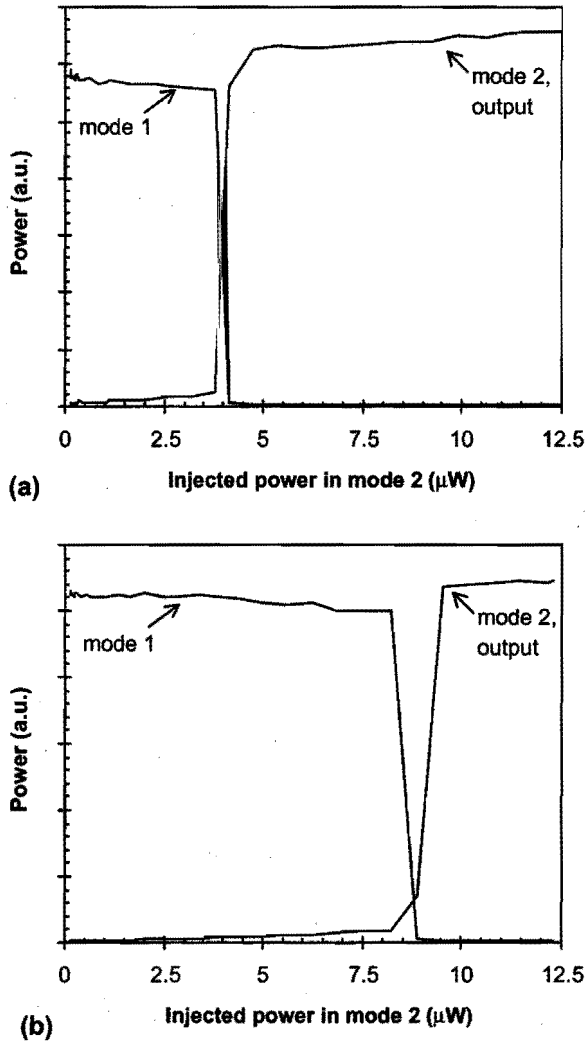 Power (a.u.)
mode 1
mode 2,
output
0
2.5
5
7.5
10
12.5
Injected power in mode 2 (μW)
(a)
Power (a.u.)
mode 1
mode 2,
output
0
2.5
5
7.5
10
12.5
Injected power in mode 2 (μW)
(b)